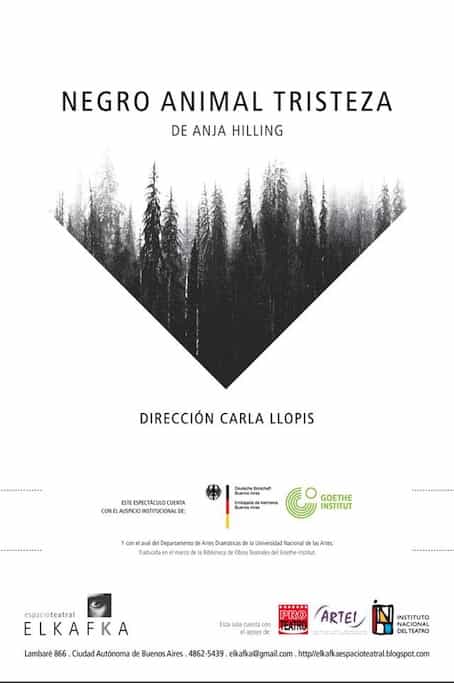 NEGRO ANIMAL TRISTEZA
DE ANJA HILLING
DIRECCIÓN CARLA LLOPIS
ESTE ESPECTÁCULO CUENTA
CON EL AUSPICIO INSTITUCIONAL DE:
Deutsche Botschaft
Buenos Aires
Embajada de Alemania
Buenos Aires
GOETHE
INSTITUT
Y con el aval del Departamento de Artes Dramáticas de la Universidad Nacional de las Artes.
Traducida en el marco de la Biblioteca de Obras Teatrales del Goethe-Institut.
espacioteatral
ELKAFKA
Esta sala cuenta con
el apoyo de:
PRO
TEATRO
ARTEI
INSTITUTO
NACIONAL
DEL TEATRO
Lambaré 866 . Ciudad Autónoma de Buenos Aires . 4862-5439 . elkafka@gmail.com . http//elkafkaespacioteatral.blogspot.com